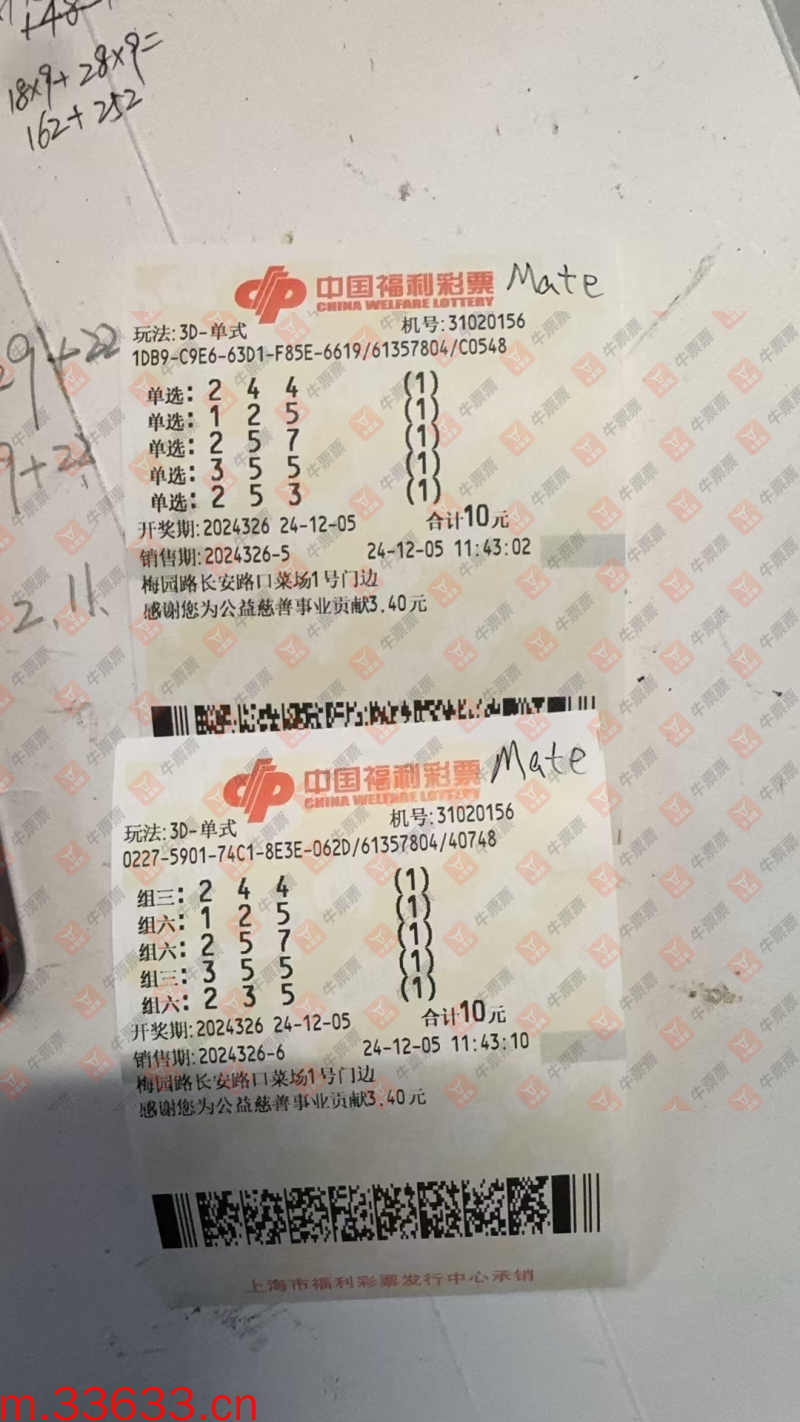 +48
18×9+28×9=
162+252
中国福利彩票 Mate
CHINA WELFARE LOTTERY
玩法:3D-单式 机号:31020156
1DB9-C9E6-63D1-F85E-6619/61357804/C0548
单选: 2 4 4 (1)
单选: 1 2 5 (1)
单选: 2 5 7 (1)
单选: 3 5 5 (1)
单选: 2 5 3 (1)
开奖期:2024326 24-12-05 合计10元
销售期:2024326-5 24-12-05 11:43:02
梅园路长安路口菜场1号门边
感谢您为公益慈善事业贡献3.40元
+22
2.11.
中国福利彩票 Mate
CHINA WELFARE LOTTERY
玩法:3D-单式 机号:31020156
0227-5901-74C1-8E3E-062D/61357804/40748
组三: 2 4 4 (1)
组六: 1 2 5 (1)
组六: 2 5 7 (1)
组三: 3 5 5 (1)
组六: 2 3 5 (1)
开奖期:2024326 24-12-05 合计10元
销售期:2024326-6 24-12-05 11:43:10
梅园路长安路口菜场1号门边
感谢您为公益慈善事业贡献3.40元
上海市福利彩票发行中心承销
牛票票
m.33633.cn